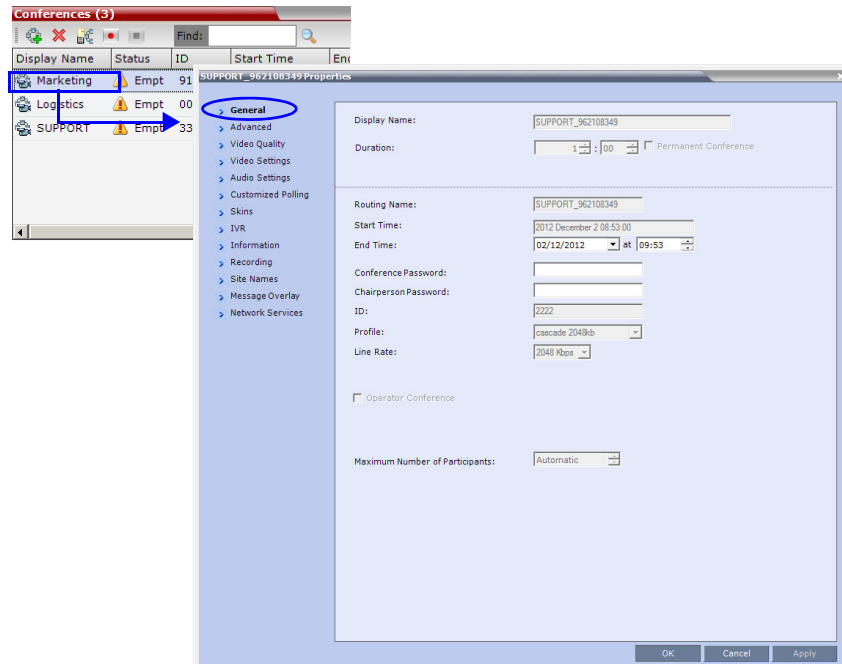 Conferences (3)
Find:
Display Name Status ID Start Time
Marketing Empt 91
Logistics Empt 00
SUPPORT Empt 33
SUPPORT_962108349 Properties
General
Advanced
Video Quality
Video Settings
Audio Settings
Customized Polling
Skins
IVR
Information
Recording
Site Names
Message Overlay
Network Services
Display Name: SUPPORT_962108349
Duration: 1 : 00 Permanent Conference
Routing Name: SUPPORT_962108349
Start Time: 2012 December 2 08:53:00
End Time: 02/12/2012 at 09:53
Conference Password:
Chairperson Password:
ID: 2222
Profile: cascade 2048kb
Line Rate: 2048 Kbps
Operator Conference
Maximum Number of Participants: Automatic
OK Cancel Apply